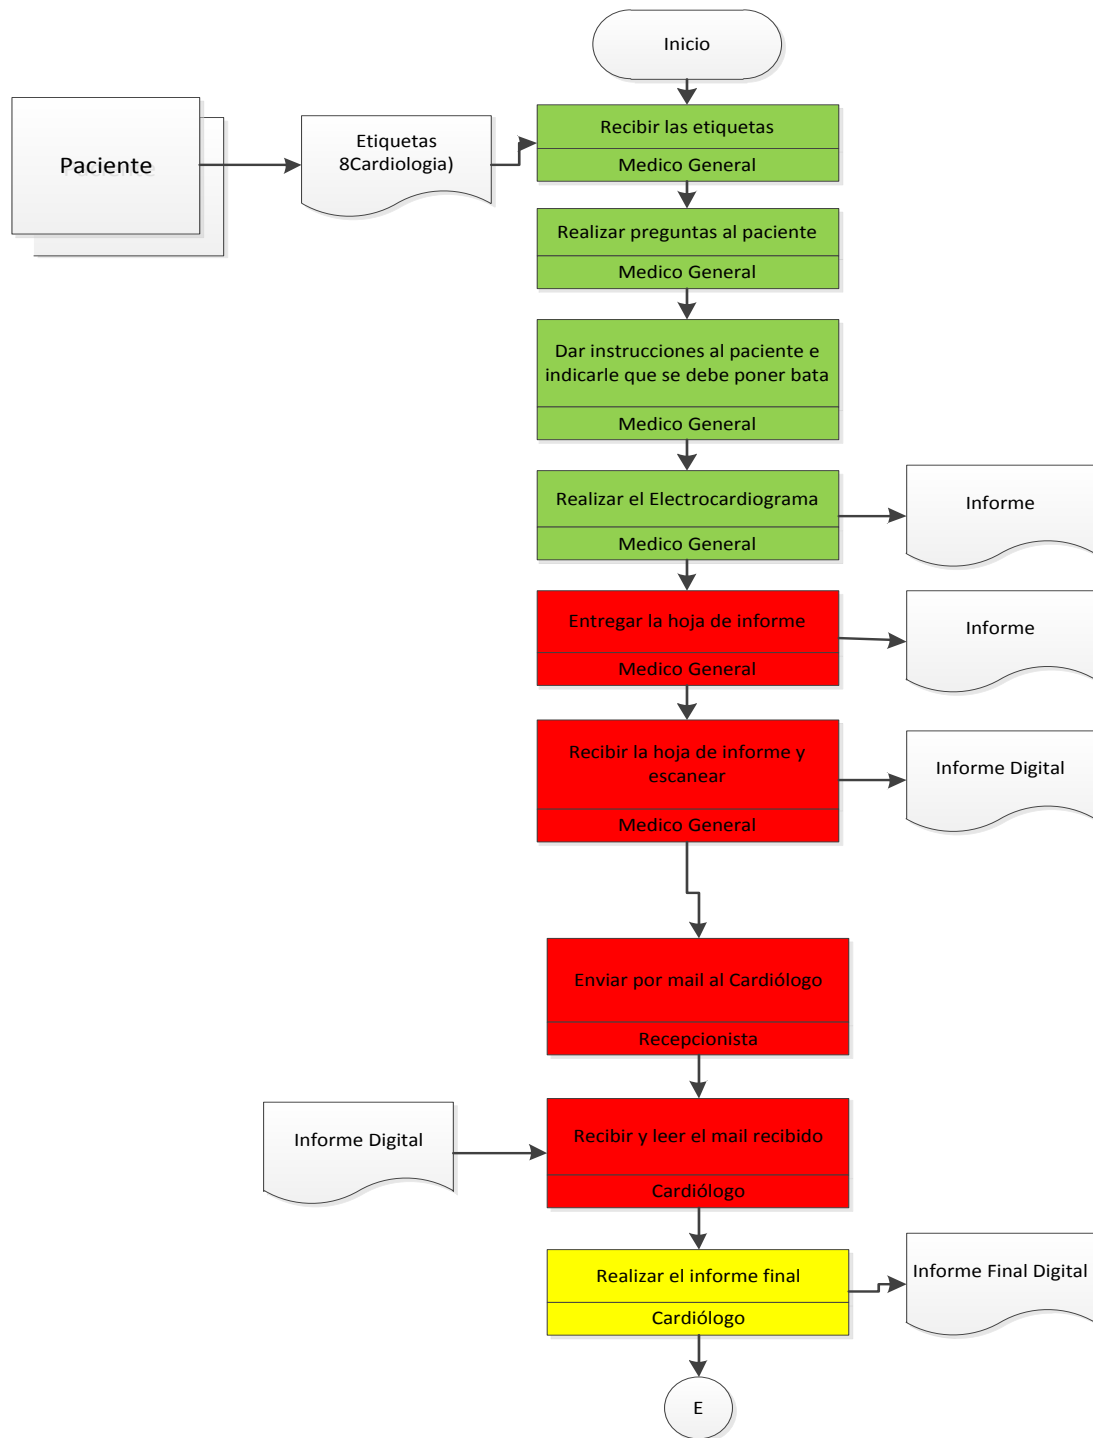 Inicio
Paciente
Etiquetas
8Cardiologia)
Recibir las etiquetas
Medico General
Realizar preguntas al paciente
Medico General
Dar instrucciones al paciente e
indicarle que se debe poner bata
Medico General
Realizar el Electrocardiograma
Medico General
Informe
Entregar la hoja de informe
Medico General
Informe
Recibir la hoja de informe y
escanear
Medico General
Informe Digital
Enviar por mail al Cardiólogo
Recepcionista
Informe Digital
Recibir y leer el mail recibido
Cardiólogo
Realizar el informe final
Cardiólogo
Informe Final Digital
E